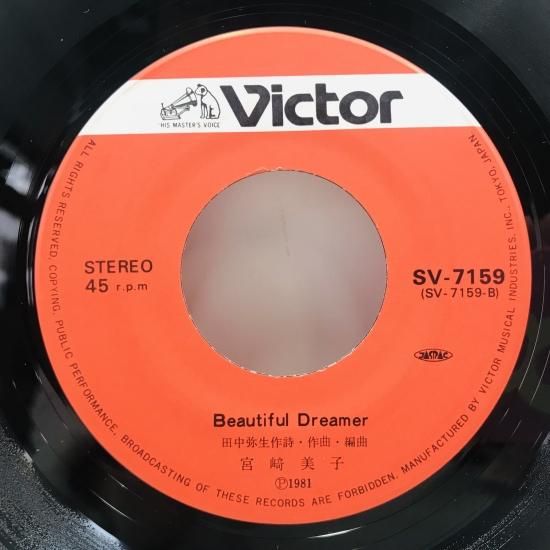 "HIS MASTER'S VOICE"
Victor
STEREO
45 r.p.m
SV-7159
(SV-7159-B)
JASRAC
Beautiful Dreamer
田中弥生作詩・作曲・編曲
宮崎美子
Ⓟ1981
ALL RIGHTS RESERVED, COPYING, PUBLIC PERFORMANCE, BROADCASTING OF THESE RECORDS ARE FORBIDDEN. MANUFACTURED BY VICTOR MUSICAL INDUSTRIES, INC., TOKYO, JAPAN